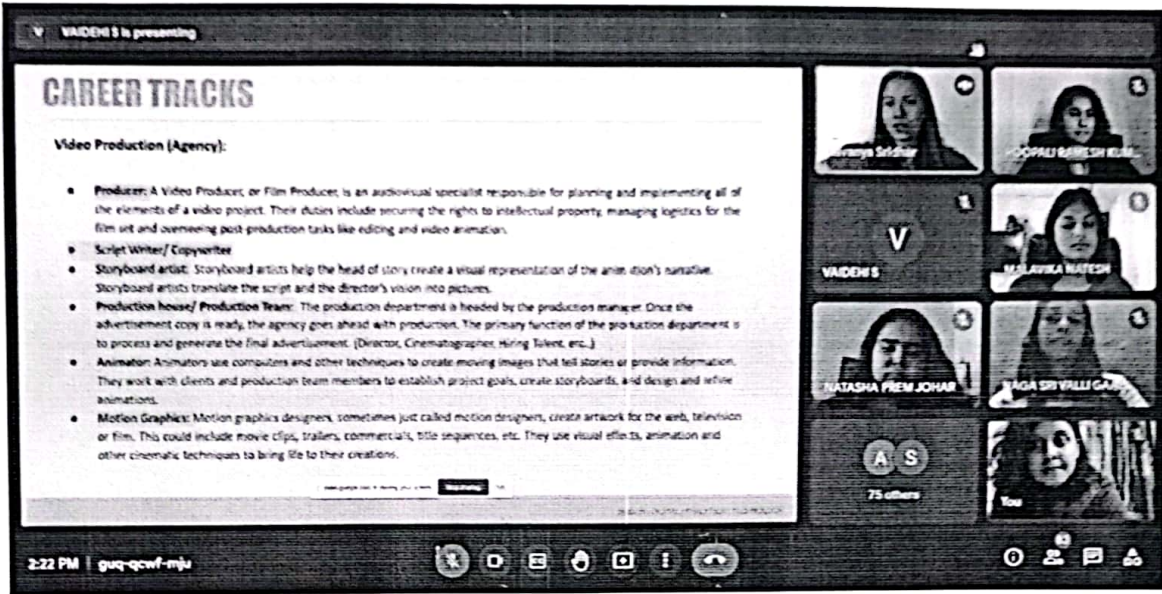 V VAIDEHI S is presenting
CAREER TRACKS
Video Production (Agency):
• Producer: A Video Producer, or Film Producer, is an audiovisual specialist responsible for planning and implementing all of
the elements of a video project. Their duties include securing the rights to intellectual property, managing logistics for the
film set and overseeing post-production tasks like editing and video animation.
• Script Writer/ Copywriter
• Storyboard artist: Storyboard artists help the head of story create a visual representation of the animation's narrative.
Storyboard artists translate the script and the director's vision into pictures.
• Production house/ Production Team: The production department is headed by the production manager. Once the
advertisement copy is ready, the agency goes ahead with production. The primary function of the production department is
to process and generate the final advertisement. (Director, Cinematographer, Hiring Talent, etc..)
• Animator: Animators use computers and other techniques to create moving images that tell stories or provide information.
They work with clients and production team members to establish project goals, create storyboards, and design and refine
animations.
• Motion Graphics: Motion graphics designers, sometimes just called motion designers, create artwork for the web, television
or film. This could include movie clips, trailers, commercials, title sequences, etc. They use visual effects, animation and
other cinematic techniques to bring life to their creations.
Sridhar
ROOPALI RAMESH KUM...
V
VAIDEHI S
MALAVIKA NATESH
NATASHA PREM JOHAR
NAGA SRI VALLI GA...
A S
75 others
You
2:22 PM | guq-qcwf-mju